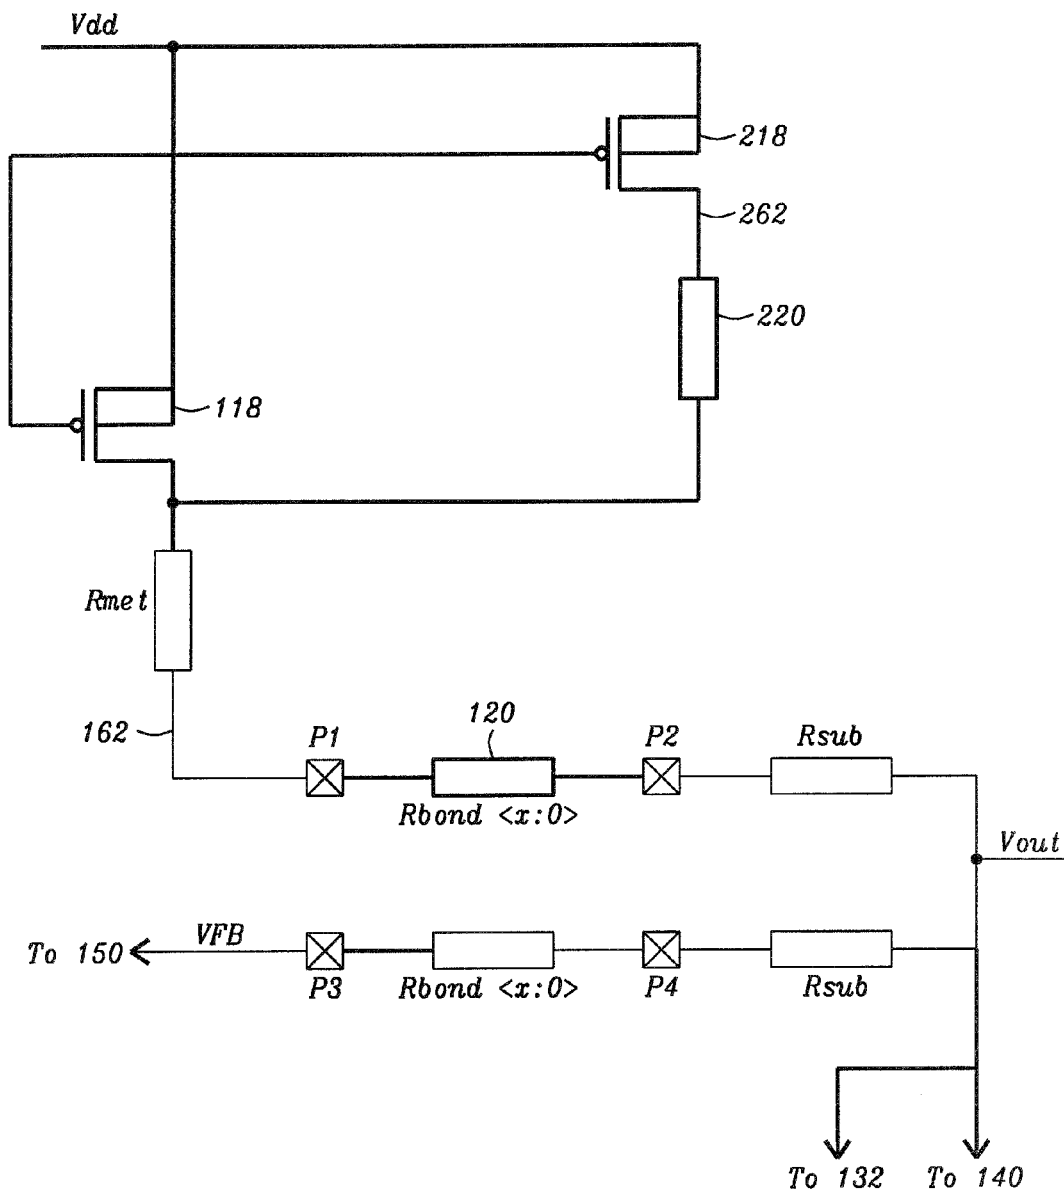 Vdd
218
262
220
118
Rmet
162
120
P1
P2
Rsub
Rbond <x:0>
Vout
VFB
To 150
P3
Rbond <x:0>
P4
Rsub
To 132
To 140